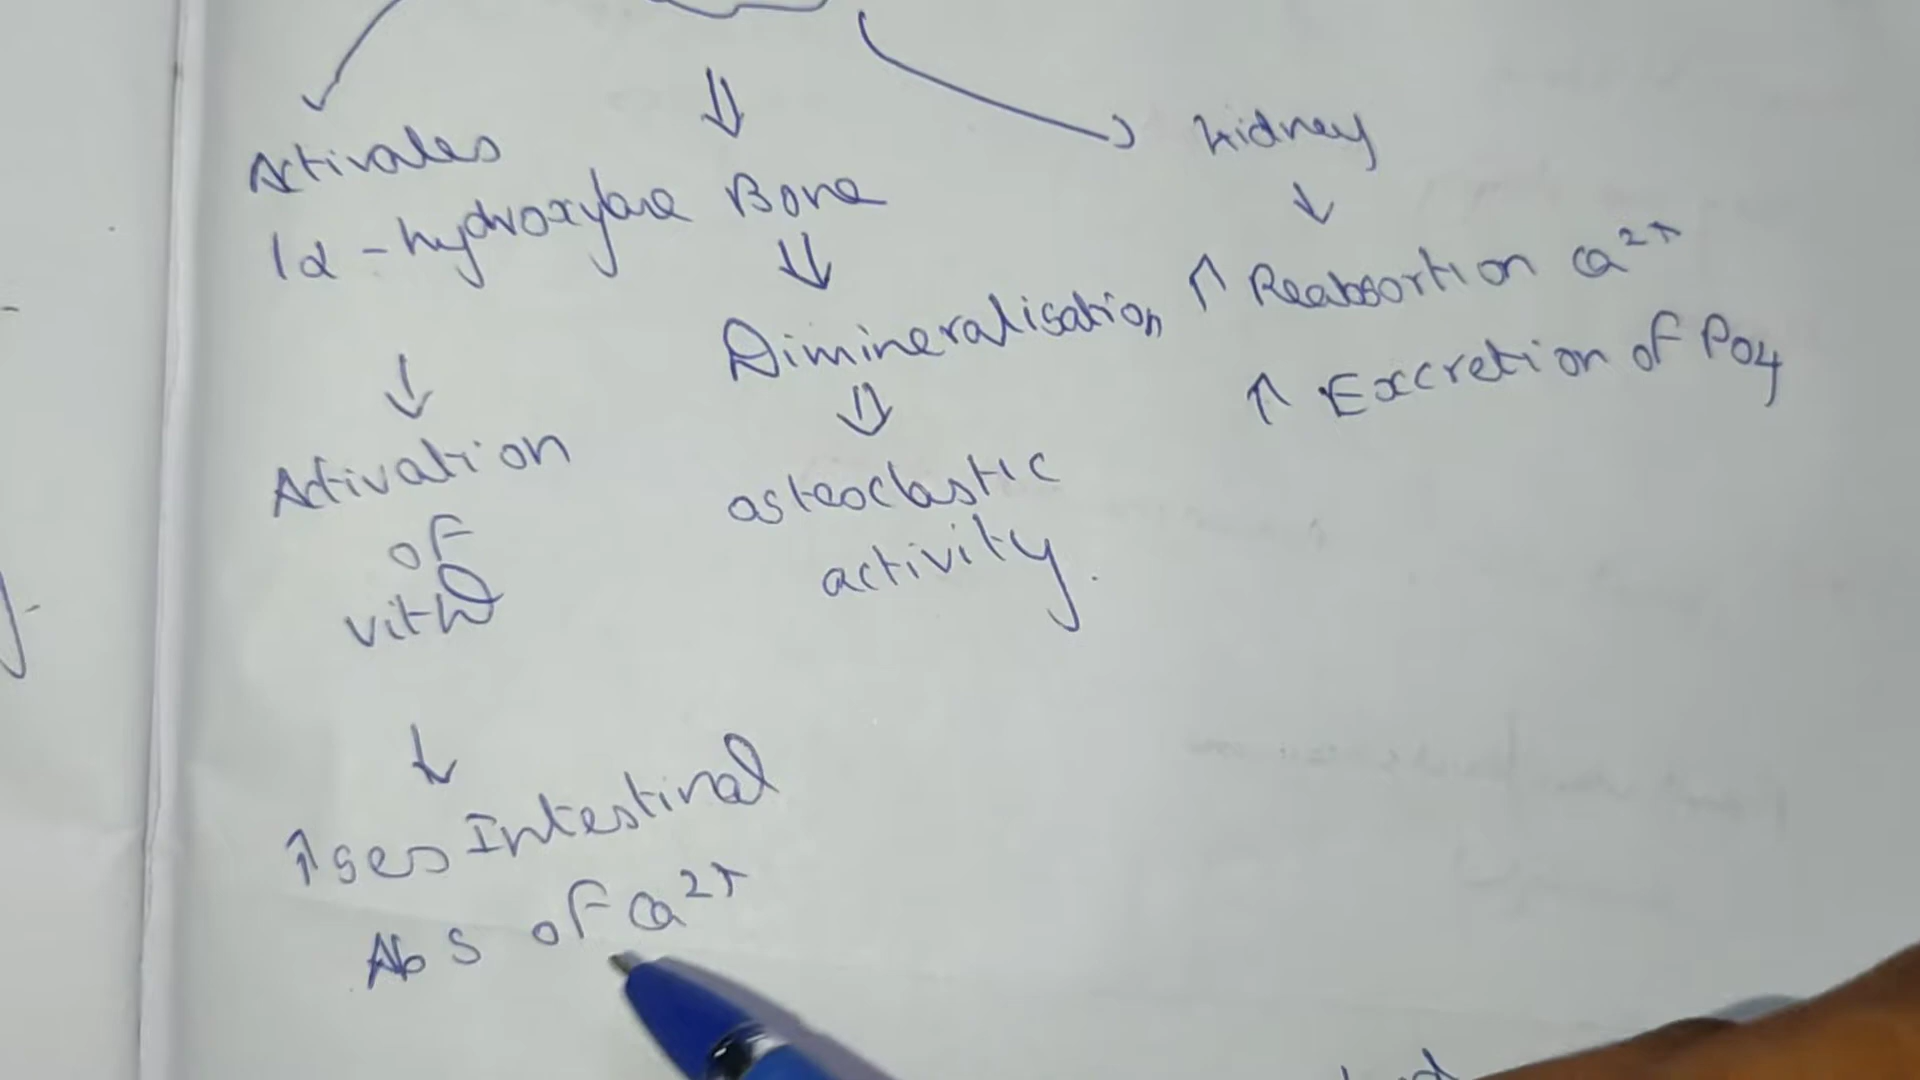 Activates
1α - hydroxylase
↓
Activation
of
vit D
↓
↑ses Intestinal
Abs of Ca²⁺
⇓
Bone
⇓
Dimineralisation
⇓
osteoclastic
activity.
kidney
↓
↑ Reabsortion Ca²⁺
↑ Excretion of PO4